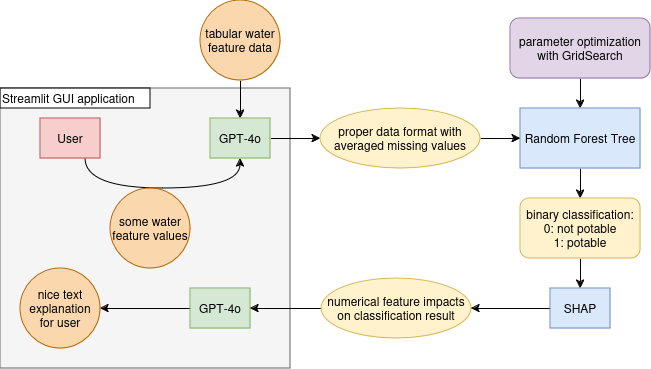 tabular water
feature data
parameter optimization
with GridSearch
Streamlit GUI application
User
GPT-4o
proper data format with
averaged missing values
Random Forest Tree
some water
feature values
binary classification:
0: not potable
1: potable
nice text
explanation
for user
GPT-4o
numerical feature impacts
on classification result
SHAP